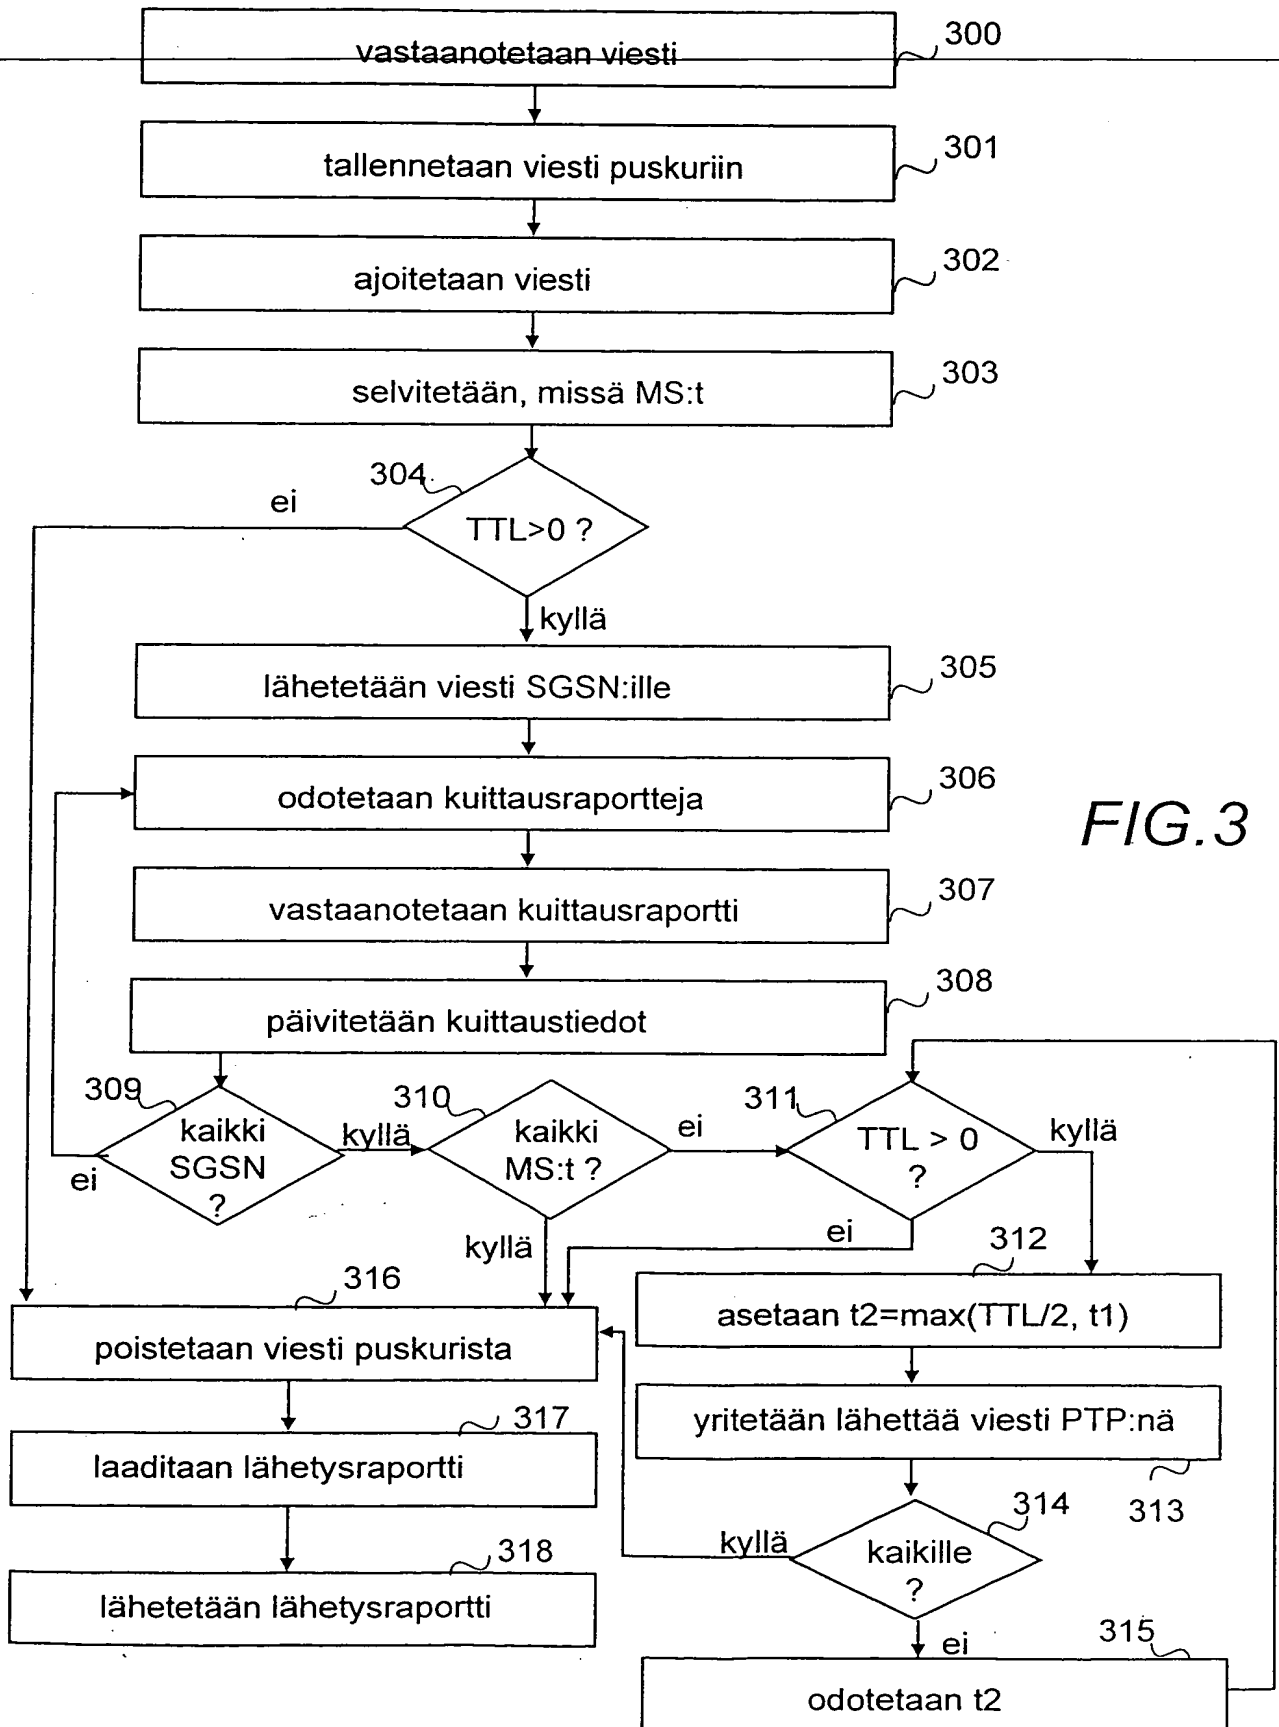 300
vastaanotetaan viesti
301
tallennetaan viesti puskuriin
302
ajoitetaan viesti
303
selvitetään, missä MS:t
304
ei
TTL>0 ?
kyllä
305
lähetetään viesti SGSN:ille
306
odotetaan kuittausraportteja
FIG.3
307
vastaanotetaan kuittausraportti
308
päivitetään kuittaustiedot
309
kaikki
SGSN
?
ei
kyllä
310
kaikki
MS:t ?
ei
kyllä
311
TTL > 0
?
kyllä
ei
312
asetaan t2=max(TTL/2, t1)
yritetään lähettää viesti PTP:nä
313
314
kaikille
?
kyllä
ei
315
odotetaan t2
316
poistetaan viesti puskurista
317
laaditaan lähetysraportti
318
lähetetään lähetysraportti